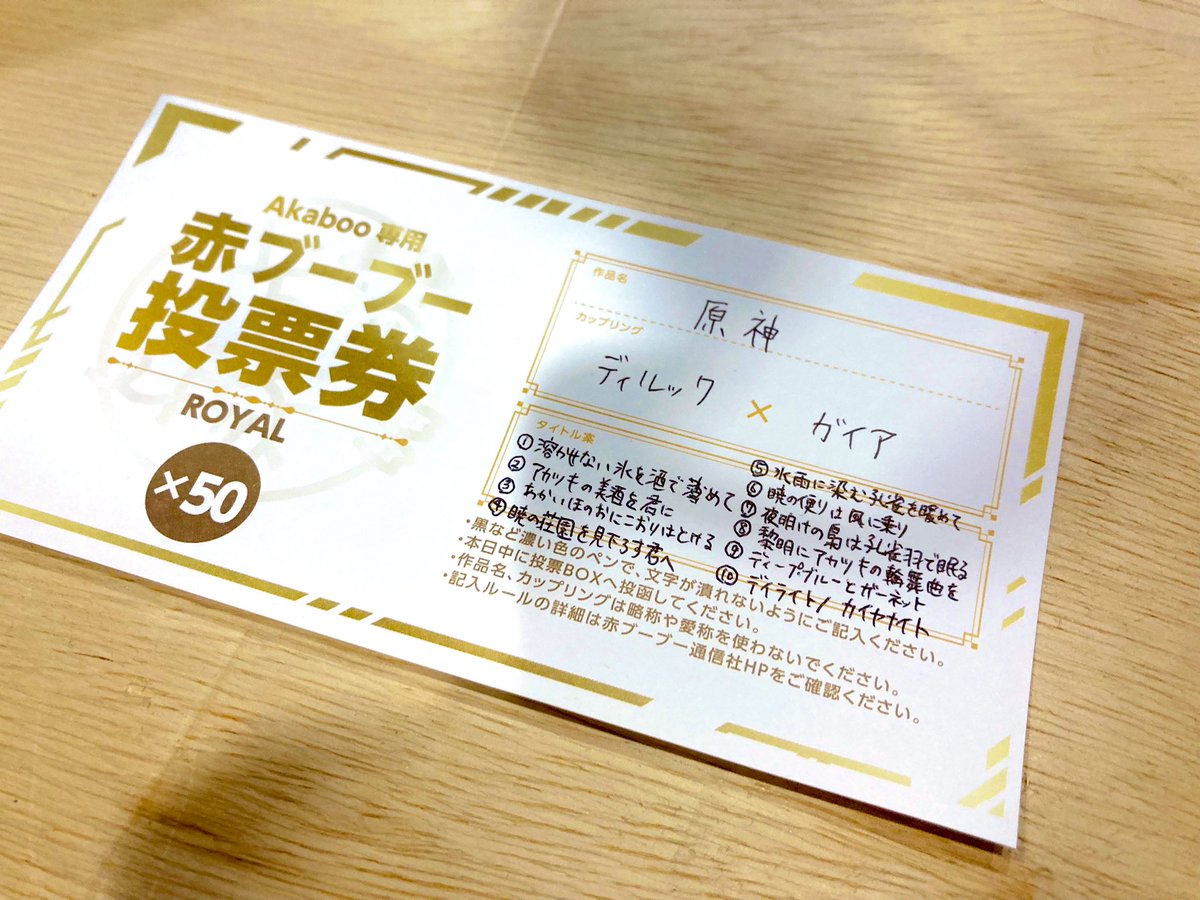 Akaboo 専用
赤ブーブー
投票券
ROYAL
×50
作品名
原神
カップリング
ディルック × ガイア
タイトル案
①溶かせない氷を酒で薄めて
②アカツキの美酒を君に
③あかいほのおにこおりはとける
④暁の荘園を見下ろす君へ
⑤氷雨に染む孔雀を暖めて
⑥暁の便りは風に乗り
⑦夜明けの梟は孔雀羽で眠る
⑧黎明にアカツキの輪舞曲を
⑨ディープブルーとガーネット
⑩デイライト/カイヤナイト
・黒など濃い色のペンで、文字が潰れないようにご記入ください。
・本日中に投票BOXへ投函してください。
・作品名、カップリングは略称や愛称を使わないでください。
・記入ルールの詳細は赤ブーブー通信社HPをご確認ください。